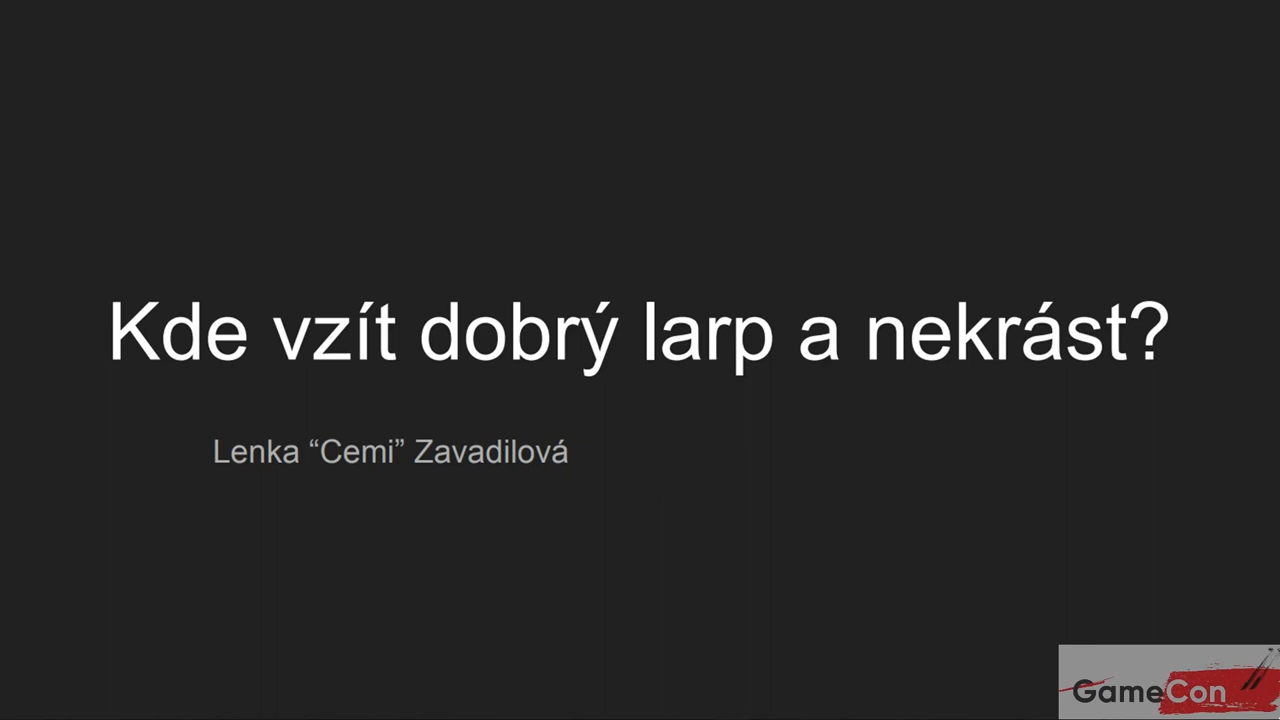 Kde vzít dobrý larp a nekrást?
Lenka “Cemi” Zavadilová
GameCon